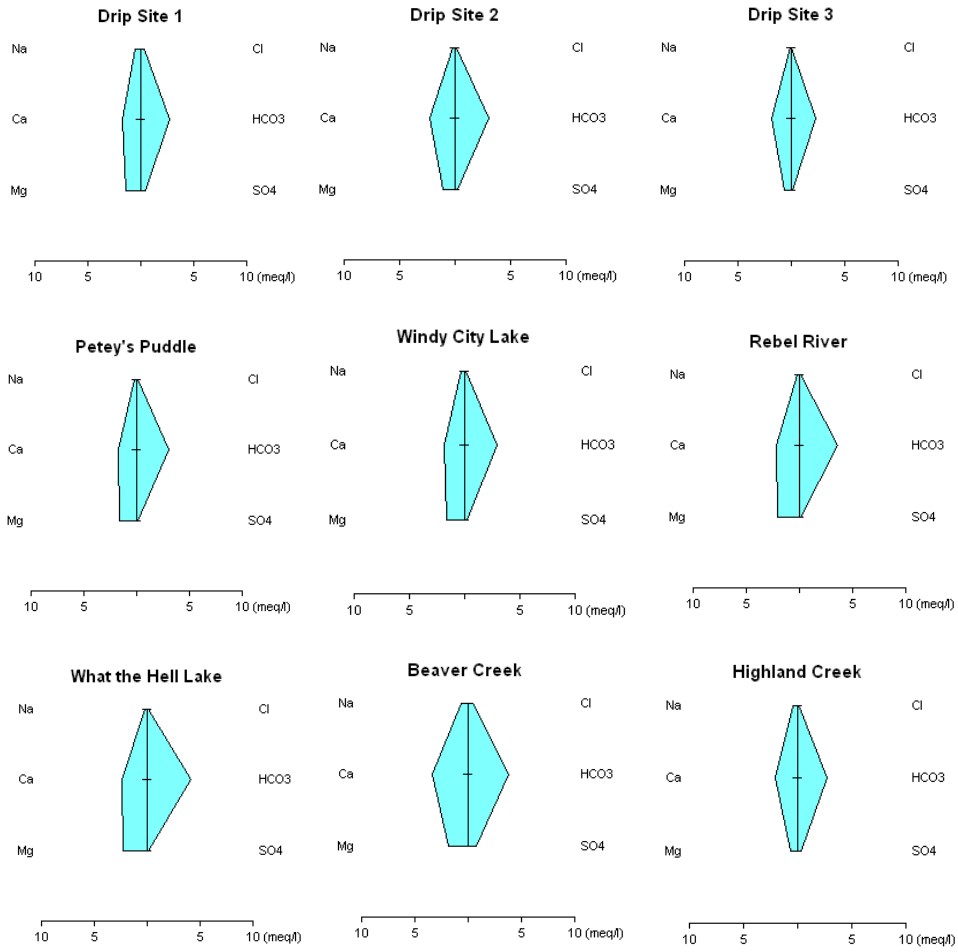 Drip Site 1
Drip Site 2
Drip Site 3
Na Cl
Na Cl
Na Cl
Ca HCO3
Ca HCO3
Ca HCO3
Mg SO4
Mg SO4
Mg SO4
10 5 5 10 (meq/l)
10 5 5 10 (meq/l)
10 5 5 10 (meq/l)
Petey's Puddle
Windy City Lake
Rebel River
Na Cl
Na Cl
Na Cl
Ca HCO3
Ca HCO3
Ca HCO3
Mg SO4
Mg SO4
Mg SO4
10 5 5 10 (meq/l)
10 5 5 10 (meq/l)
10 5 5 10 (meq/l)
What the Hell Lake
Beaver Creek
Highland Creek
Na Cl
Na Cl
Na Cl
Ca HCO3
Ca HCO3
Ca HCO3
Mg SO4
Mg SO4
Mg SO4
10 5 5 10 (meq/l)
10 5 5 10 (meq/l)
10 5 5 10 (meq/l)